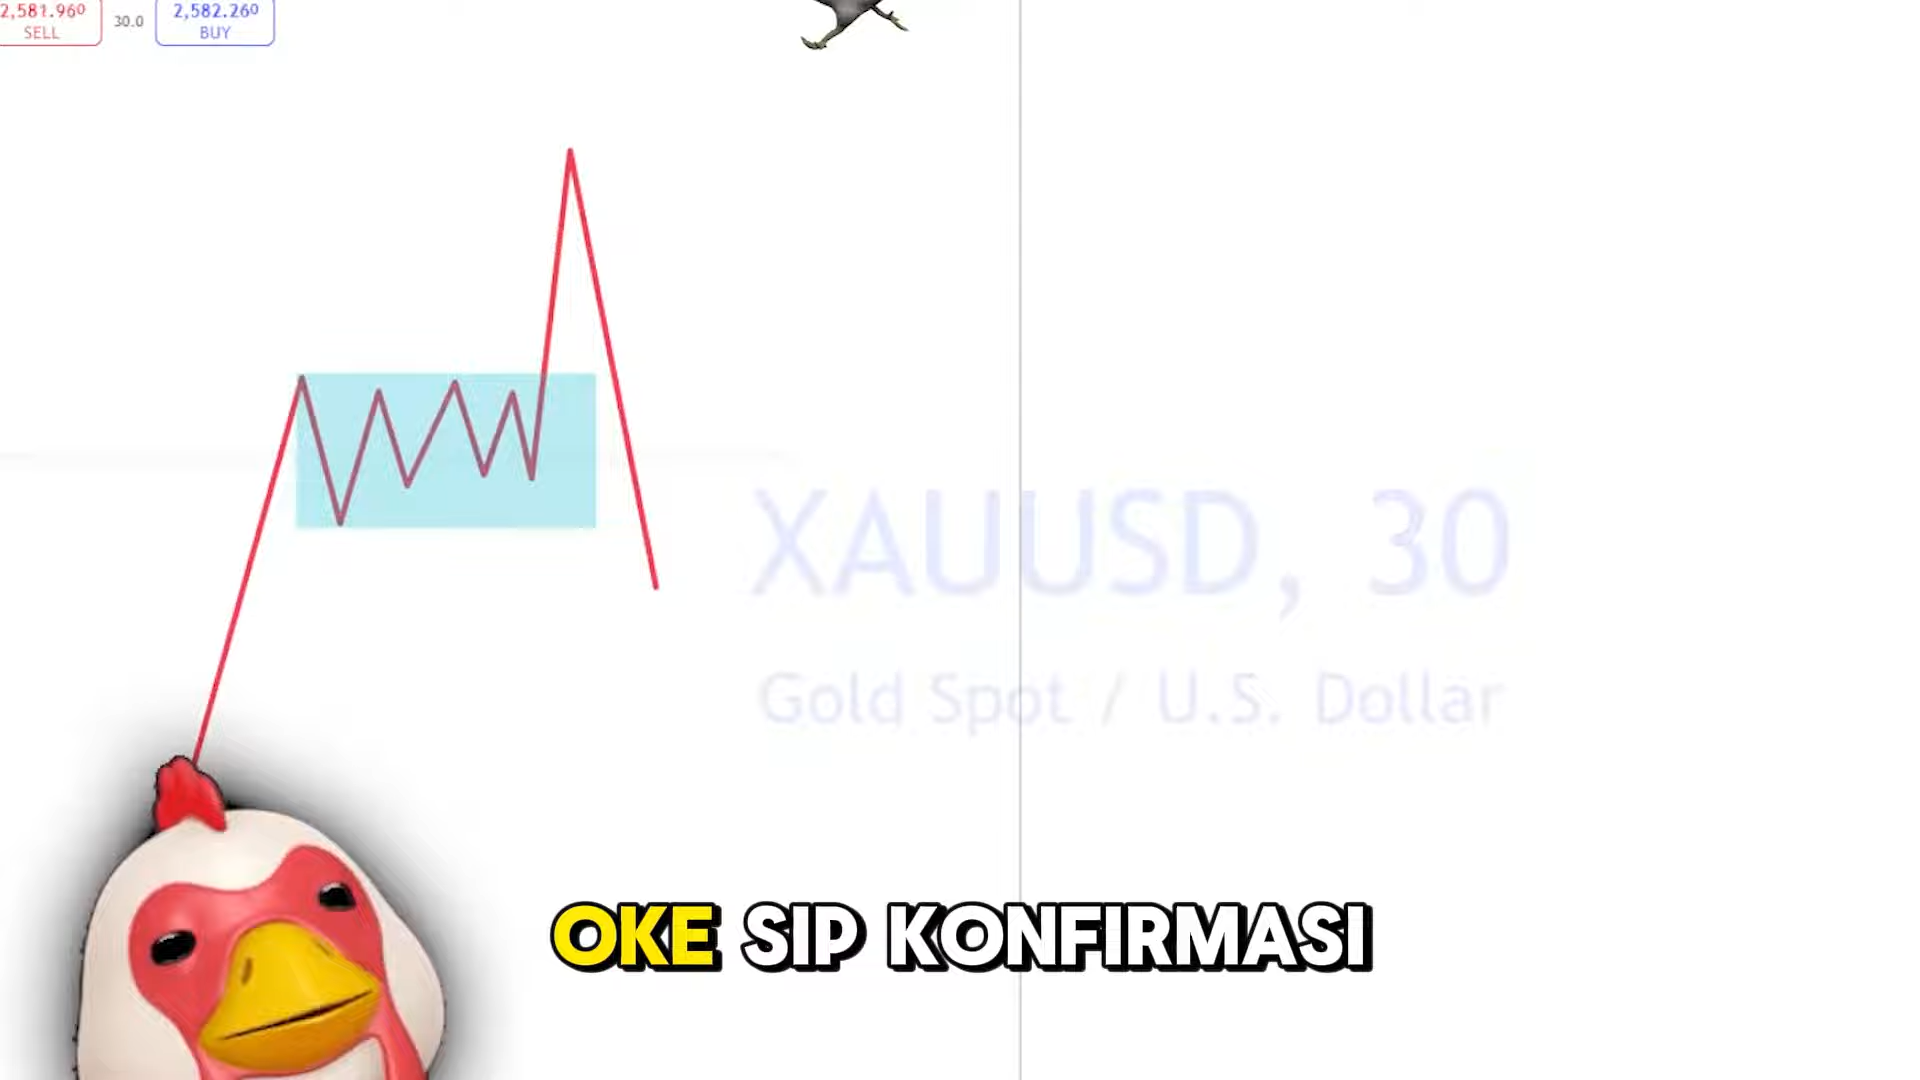 2,581.960 30.0 2,582.260
SELL BUY
XAUUSD, 30
Gold Spot / U.S. Dollar
OKE SIP KONFIRMASI